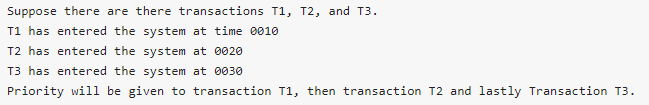 Suppose there are there transactions T1, T2, and T3.
T1 has entered the system at time 0010
T2 has entered the system at 0020
T3 has entered the system at 0030
Priority will be given to transaction T1, then transaction T2 and lastly Transaction T3.